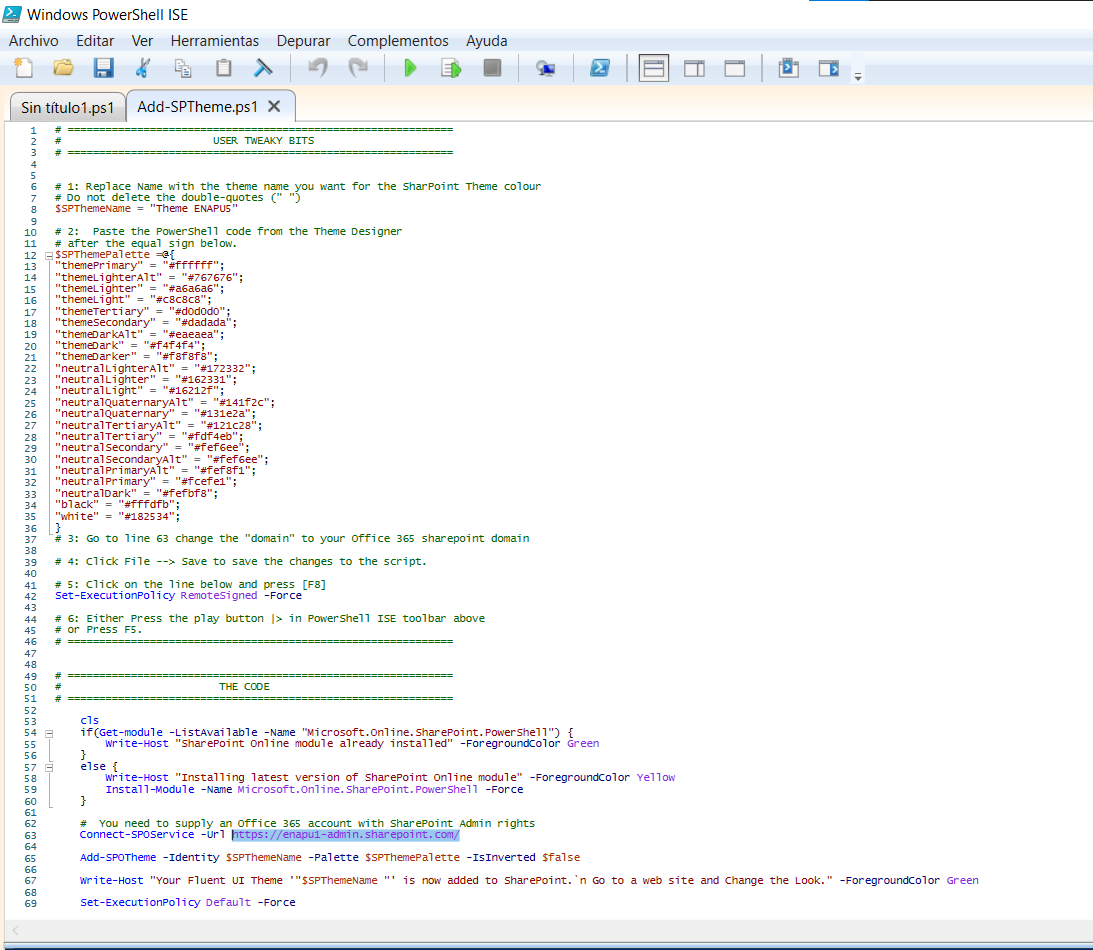 Windows PowerShell ISE
Archivo Editar Ver Herramientas Depurar Complementos Ayuda
Sin título1.ps1 Add-SPTheme.ps1
1 # =============================================================
2 # USER TWEAKY BITS
3 # =============================================================
4
5
6 # 1: Replace Name with the theme name you want for the SharPoint Theme colour
7 # Do not delete the double-quotes (" ")
8 $SPThemeName = "Theme ENAPU5"
9
10 # 2:  Paste the PowerShell code from the Theme Designer
11 # after the equal sign below.
12 $SPThemePalette =@{
13 "themePrimary" = "#ffffff";
14 "themeLighterAlt" = "#767676";
15 "themeLighter" = "#a6a6a6";
16 "themeLight" = "#c8c8c8";
17 "themeTertiary" = "#d0d0d0";
18 "themeSecondary" = "#dadada";
19 "themeDarkAlt" = "#eaeaea";
20 "themeDark" = "#f4f4f4";
21 "themeDarker" = "#f8f8f8";
22 "neutralLighterAlt" = "#172332";
23 "neutralLighter" = "#162331";
24 "neutralLight" = "#16212f";
25 "neutralQuaternaryAlt" = "#141f2c";
26 "neutralQuaternary" = "#131e2a";
27 "neutralTertiaryAlt" = "#121c28";
28 "neutralTertiary" = "#fdf4eb";
29 "neutralSecondary" = "#fef6ee";
30 "neutralSecondaryAlt" = "#fef6ee";
31 "neutralPrimaryAlt" = "#fef8f1";
32 "neutralPrimary" = "#fcefe1";
33 "neutralDark" = "#fefbf8";
34 "black" = "#fffdfb";
35 "white" = "#182534";
36 }
37 # 3: Go to line 63 change the "domain" to your Office 365 sharepoint domain
38
39 # 4: Click File --> Save to save the changes to the script.
40
41 # 5: Click on the line below and press [F8]
42 Set-ExecutionPolicy RemoteSigned -Force
43
44 # 6: Either Press the play button |> in PowerShell ISE toolbar above
45 # or Press F5.
46 # =============================================================
47
48
49 # =============================================================
50 # THE CODE
51 # =============================================================
52
53 cls
54 if(Get-module -ListAvailable -Name "Microsoft.Online.SharePoint.PowerShell") {
55 Write-Host "SharePoint Online module already installed" -ForegroundColor Green
56 }
57 else {
58 Write-Host "Installing latest version of SharePoint Online module" -ForegroundColor Yellow
59 Install-Module -Name Microsoft.Online.SharePoint.PowerShell -Force
60 }
61
62 #  You need to supply an Office 365 account with SharePoint Admin rights
63 Connect-SPOService -Url https://enapu1-admin.sharepoint.com/
64
65 Add-SPOTheme -Identity $SPThemeName -Palette $SPThemePalette -IsInverted $false
66
67 Write-Host "Your Fluent UI Theme '"$SPThemeName "' is now added to SharePoint.`n Go to a web site and Change the Look." -ForegroundColor Green
68
69 Set-ExecutionPolicy Default -Force